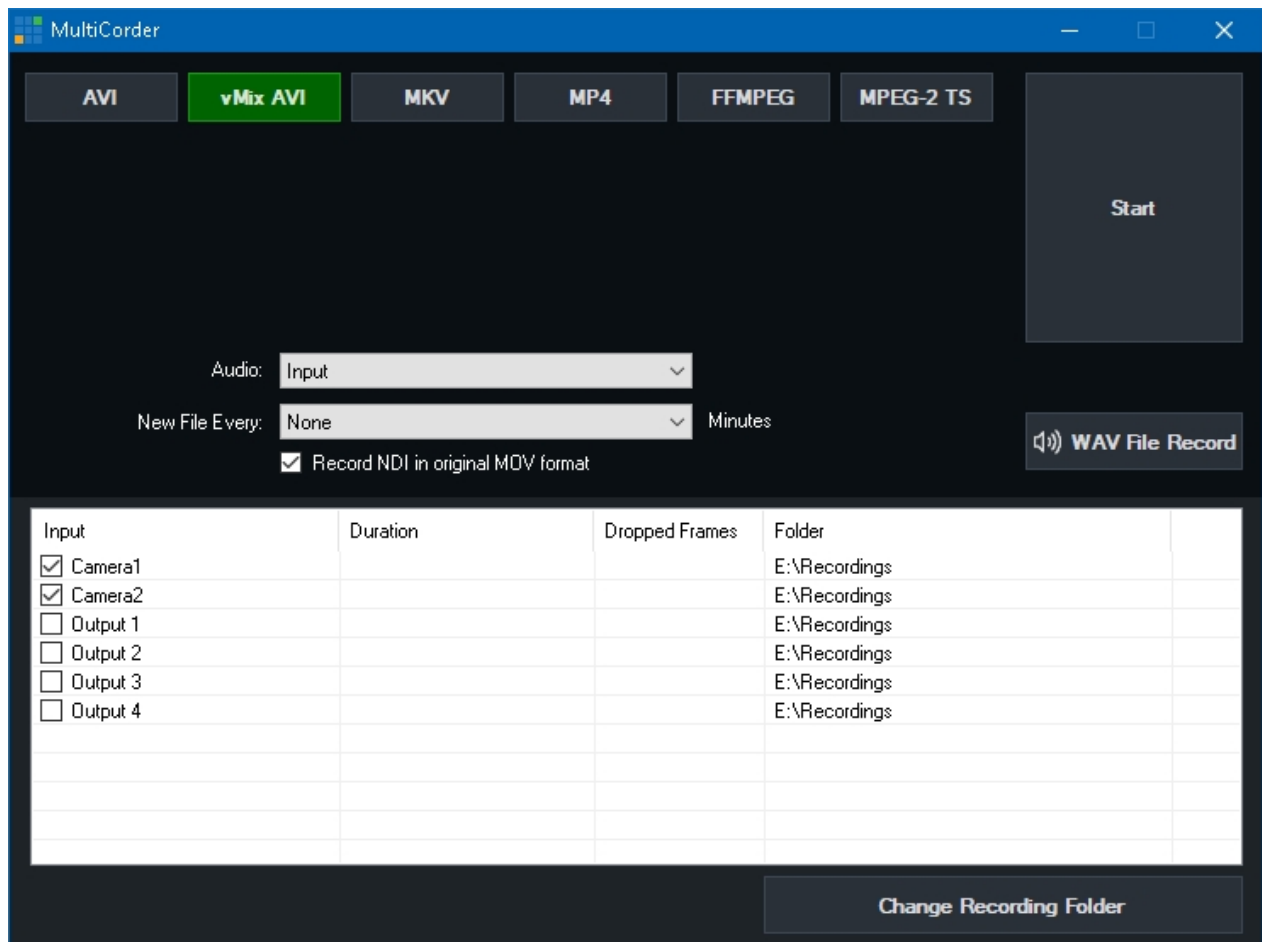 MultiCorder
AVI vMix AVI MKV MP4 FFMPEG MPEG-2 TS
Start
Audio: Input
New File Every: None Minutes
Record NDI in original MOV format
WAV File Record
Input Duration Dropped Frames Folder
Camera1 E:\Recordings
Camera2 E:\Recordings
Output 1 E:\Recordings
Output 2 E:\Recordings
Output 3 E:\Recordings
Output 4 E:\Recordings
Change Recording Folder